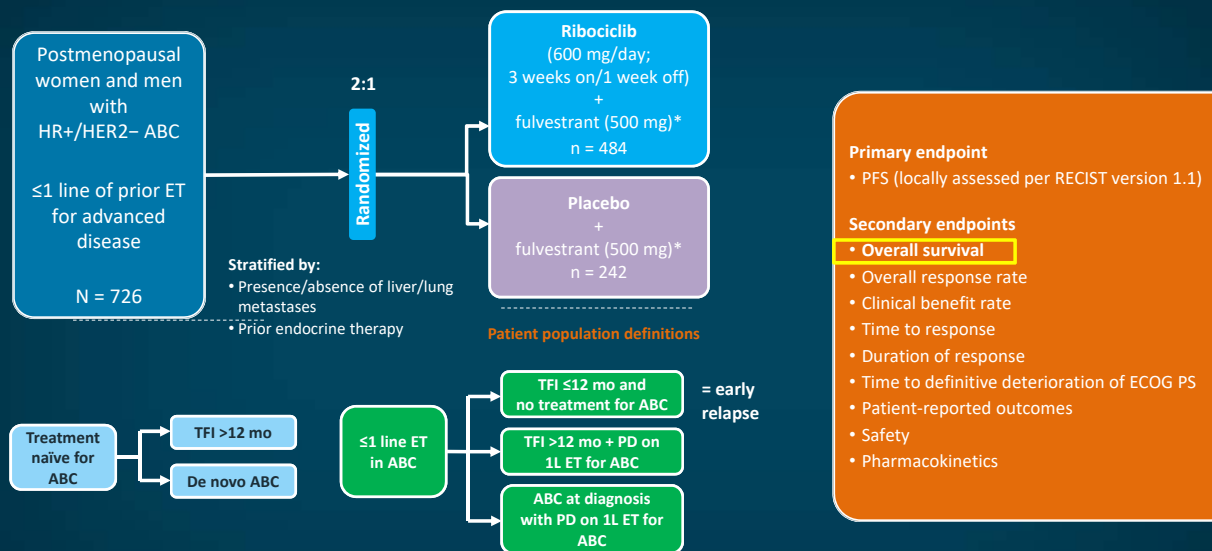 Postmenopausal
women and men
with
HR+/HER2− ABC
≤1 line of prior ET
for advanced
disease
N = 726
2:1
Randomized
Stratified by:
• Presence/absence of liver/lung
metastases
• Prior endocrine therapy
Ribociclib
(600 mg/day;
3 weeks on/1 week off)
+
fulvestrant (500 mg)*
n = 484
Placebo
+
fulvestrant (500 mg)*
n = 242
Primary endpoint
• PFS (locally assessed per RECIST version 1.1)
Secondary endpoints
• Overall survival
• Overall response rate
• Clinical benefit rate
• Time to response
• Duration of response
• Time to definitive deterioration of ECOG PS
• Patient-reported outcomes
• Safety
• Pharmacokinetics
Patient population definitions
Treatment
naïve for
ABC
TFI >12 mo
De novo ABC
≤1 line ET
in ABC
TFI ≤12 mo and
no treatment for ABC
= early
relapse
TFI >12 mo + PD on
1L ET for ABC
ABC at diagnosis
with PD on 1L ET for
ABC